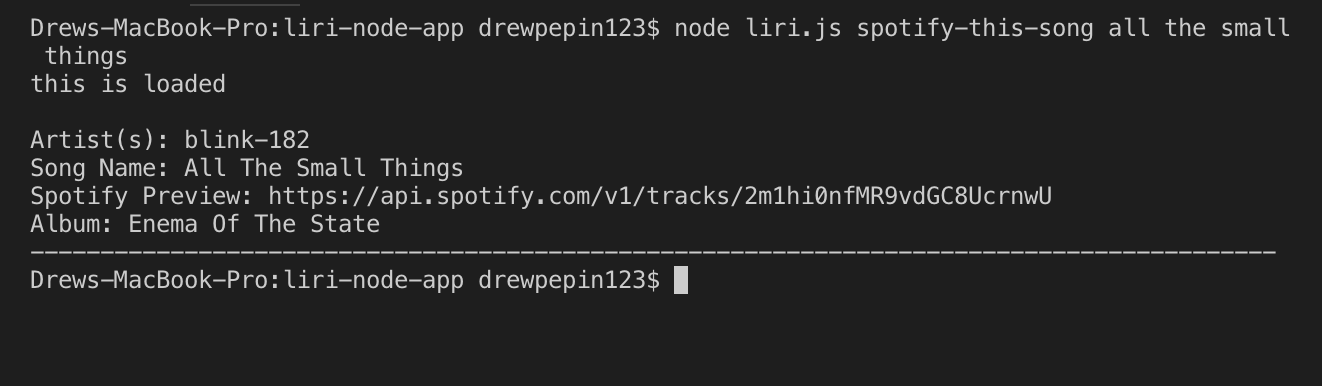 Drews-MacBook-Pro:liri-node-app drewpepin123$ node liri.js spotify-this-song all the small
 things
this is loaded

Artist(s): blink-182
Song Name: All The Small Things
Spotify Preview: https://api.spotify.com/v1/tracks/2m1hi0nfMR9vdGC8UcrnwU
Album: Enema Of The State
-----------------------------------------------------------------------------------------
Drews-MacBook-Pro:liri-node-app drewpepin123$